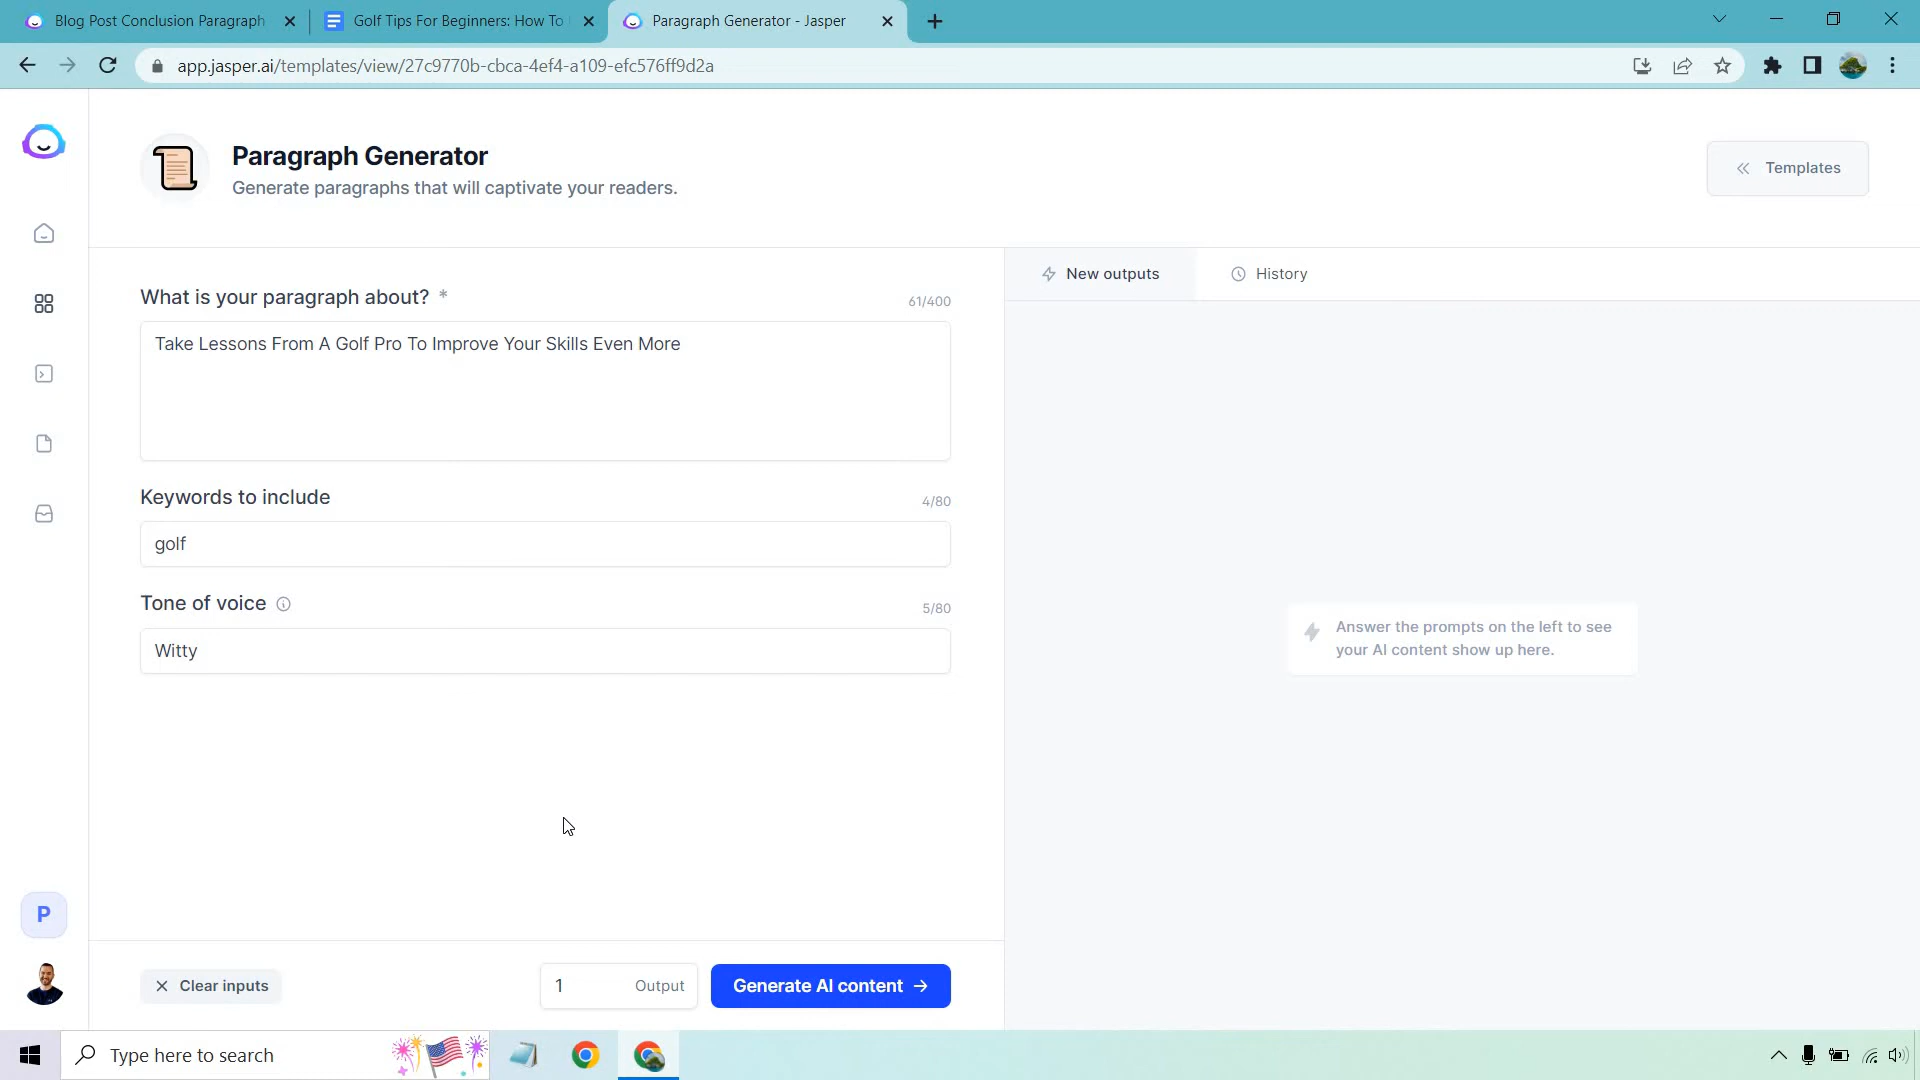 Blog Post Conclusion Paragraph
Golf Tips For Beginners: How To
Paragraph Generator - Jasper
app.jasper.ai/templates/view/27c9770b-cbca-4ef4-a109-efc576ff9d2a
Paragraph Generator
Generate paragraphs that will captivate your readers.
Templates
What is your paragraph about? *
61/400
Take Lessons From A Golf Pro To Improve Your Skills Even More
Keywords to include
4/80
golf
Tone of voice
5/80
Witty
New outputs
History
Answer the prompts on the left to see
your AI content show up here.
P
Clear inputs
1 Output
Generate AI content
Type here to search